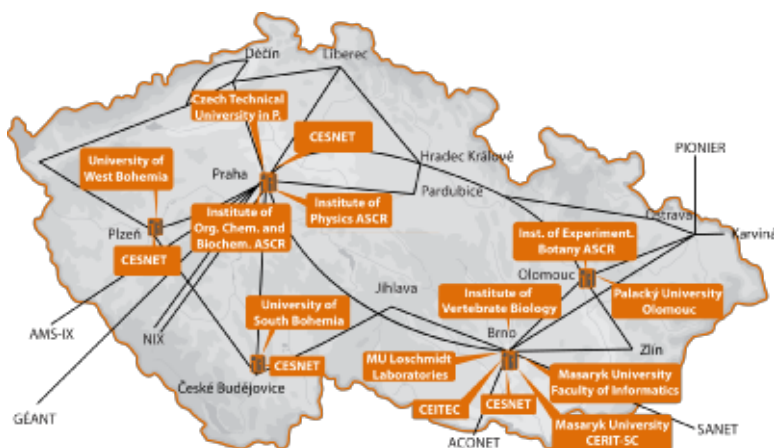 Děčín
Liberec
Czech Technical
University in P.
CESNET
PIONIER
University of
West Bohemia
Praha
Hradec Králové
Pardubice
Institute of
Physics ASCR
Institute of
Org. Chem. and
Biochem. ASCR
Plzeň
CESNET
Ostrava
Karviná
Inst. of Experiment.
Botany ASCR
Olomouc
Palacký University
Olomouc
Jihlava
Institute of
Vertebrate Biology
University of
South Bohemia
AMS-IX
NIX
Brno
Zlín
CESNET
České Budějovice
MU Loschmidt
Laboratories
Masaryk University
Faculty of Informatics
CEITEC
CESNET
Masaryk University
CERIT-SC
GÉANT
ACONET
SANET